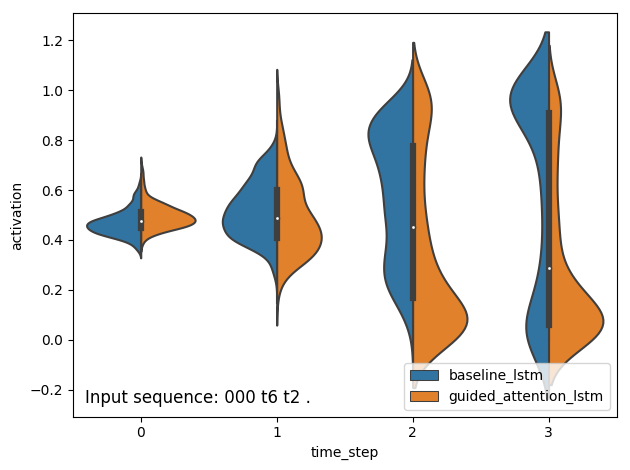 1.2
1.0
0.8
0.6
0.4
0.2
0.0
−0.2
activation
Input sequence: 000 t6 t2 .
baseline_lstm
guided_attention_lstm
0 1 2 3
time_step